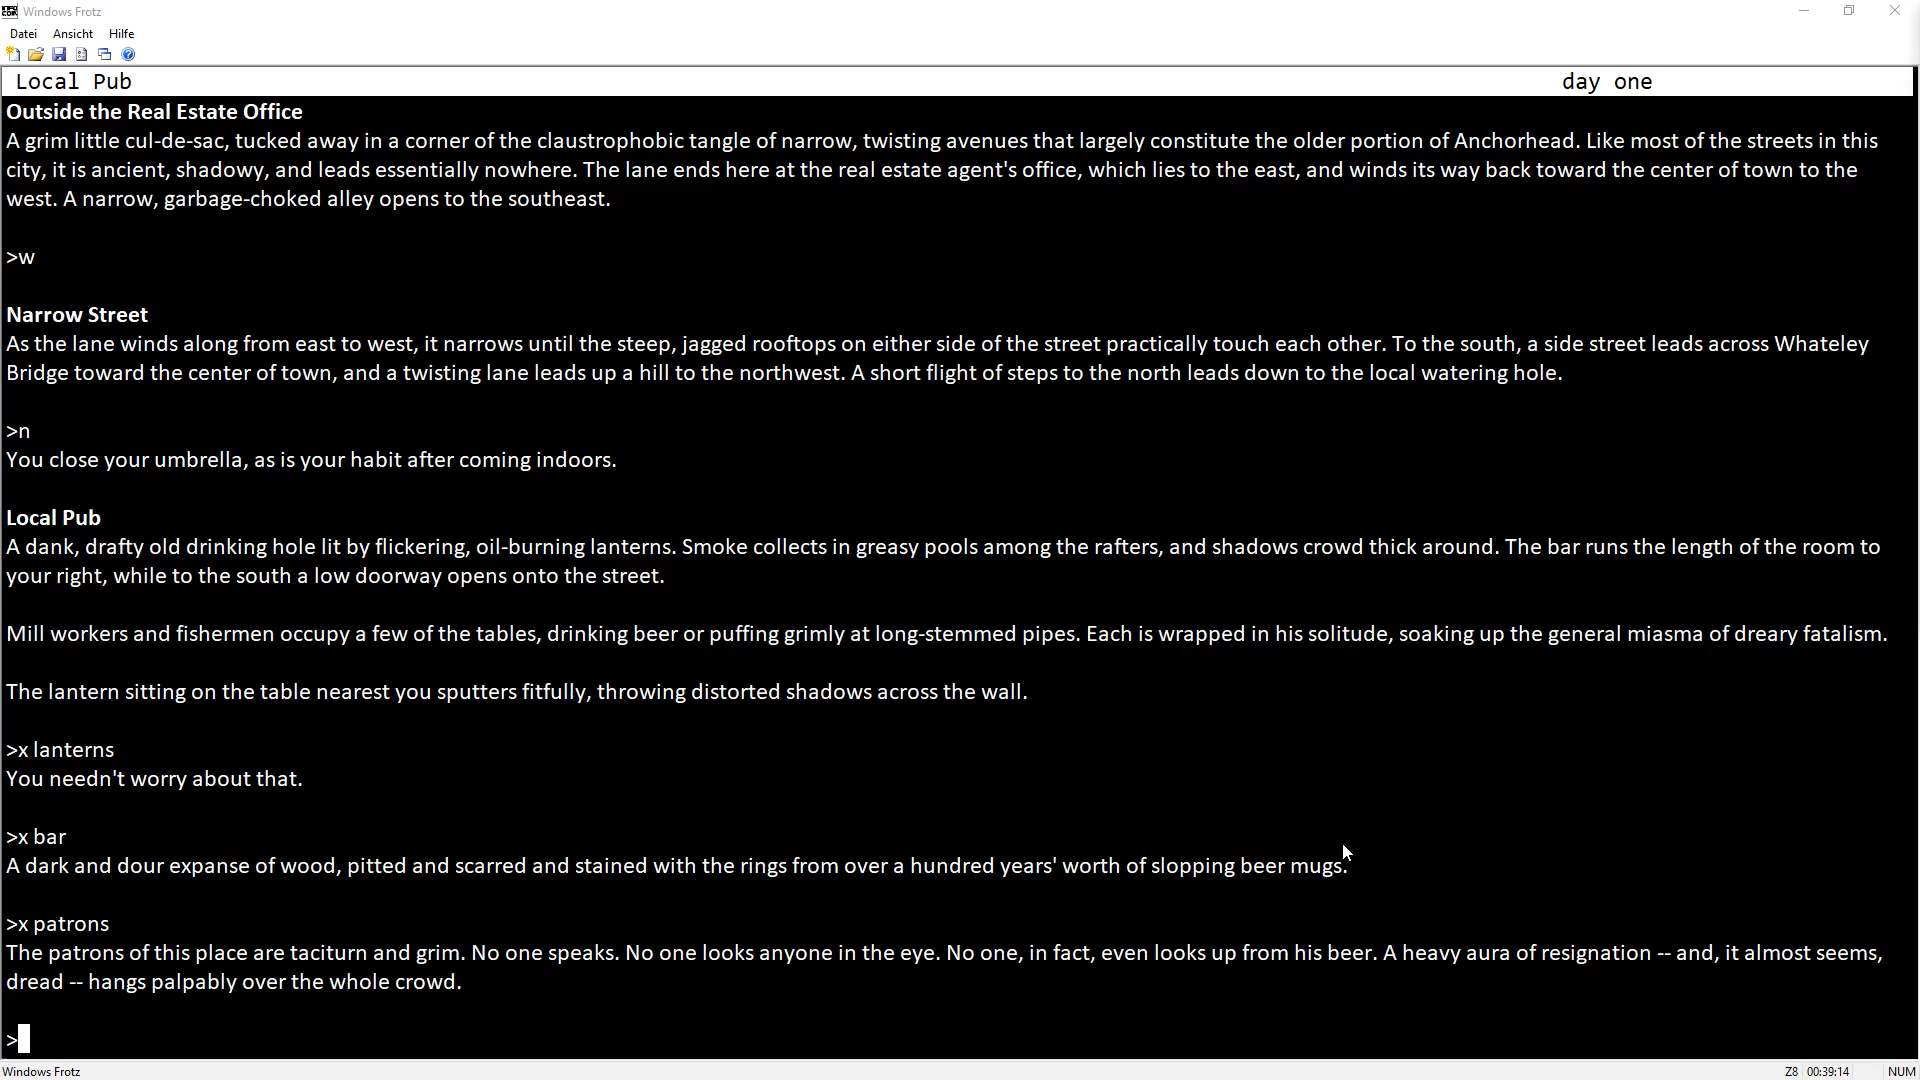 Windows Frotz
Datei Ansicht Hilfe
Local Pub day one
Outside the Real Estate Office
A grim little cul-de-sac, tucked away in a corner of the claustrophobic tangle of narrow, twisting avenues that largely constitute the older portion of Anchorhead. Like most of the streets in this
city, it is ancient, shadowy, and leads essentially nowhere. The lane ends here at the real estate agent's office, which lies to the east, and winds its way back toward the center of town to the
west. A narrow, garbage-choked alley opens to the southeast.
>w
Narrow Street
As the lane winds along from east to west, it narrows until the steep, jagged rooftops on either side of the street practically touch each other. To the south, a side street leads across Whateley
Bridge toward the center of town, and a twisting lane leads up a hill to the northwest. A short flight of steps to the north leads down to the local watering hole.
>n
You close your umbrella, as is your habit after coming indoors.
Local Pub
A dank, drafty old drinking hole lit by flickering, oil-burning lanterns. Smoke collects in greasy pools among the rafters, and shadows crowd thick around. The bar runs the length of the room to
your right, while to the south a low doorway opens onto the street.
Mill workers and fishermen occupy a few of the tables, drinking beer or puffing grimly at long-stemmed pipes. Each is wrapped in his solitude, soaking up the general miasma of dreary fatalism.
The lantern sitting on the table nearest you sputters fitfully, throwing distorted shadows across the wall.
>x lanterns
You needn't worry about that.
>x bar
A dark and dour expanse of wood, pitted and scarred and stained with the rings from over a hundred years' worth of slopping beer mugs.
>x patrons
The patrons of this place are taciturn and grim. No one speaks. No one looks anyone in the eye. No one, in fact, even looks up from his beer. A heavy aura of resignation -- and, it almost seems,
dread -- hangs palpably over the whole crowd.
>
Windows Frotz Z8 00:39:14 NUM